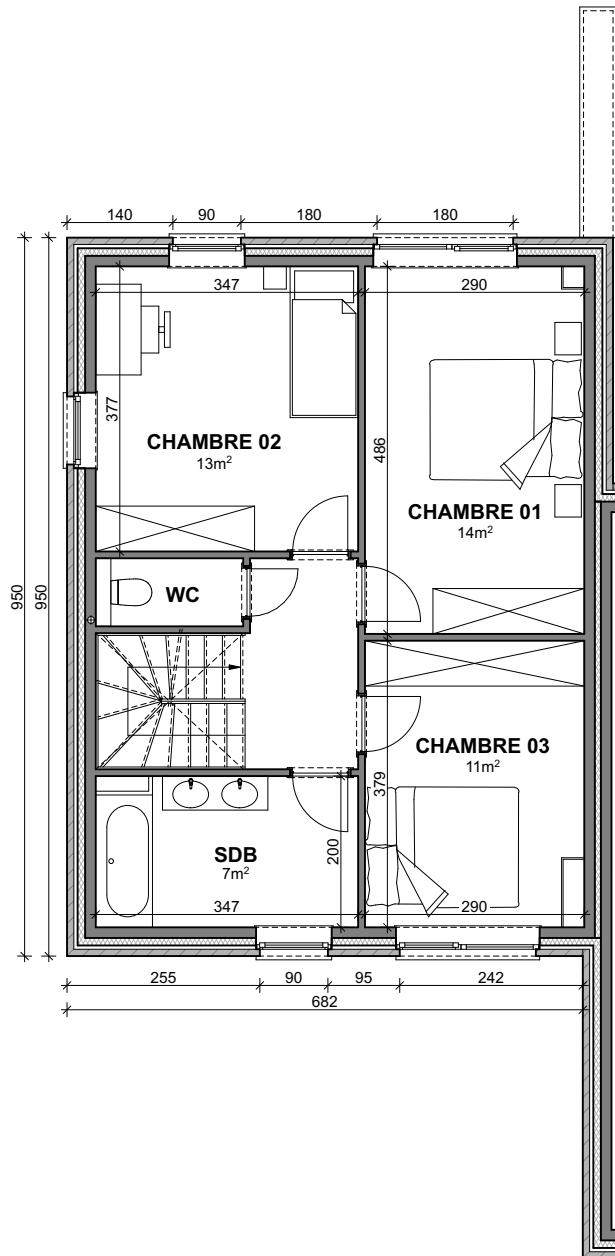 140 90 180 180
347 290
377
486
CHAMBRE 02
13m²
CHAMBRE 01
14m²
950 950
WC
CHAMBRE 03
11m²
379
SDB
7m²
200
347 290
255 90 95 242
682